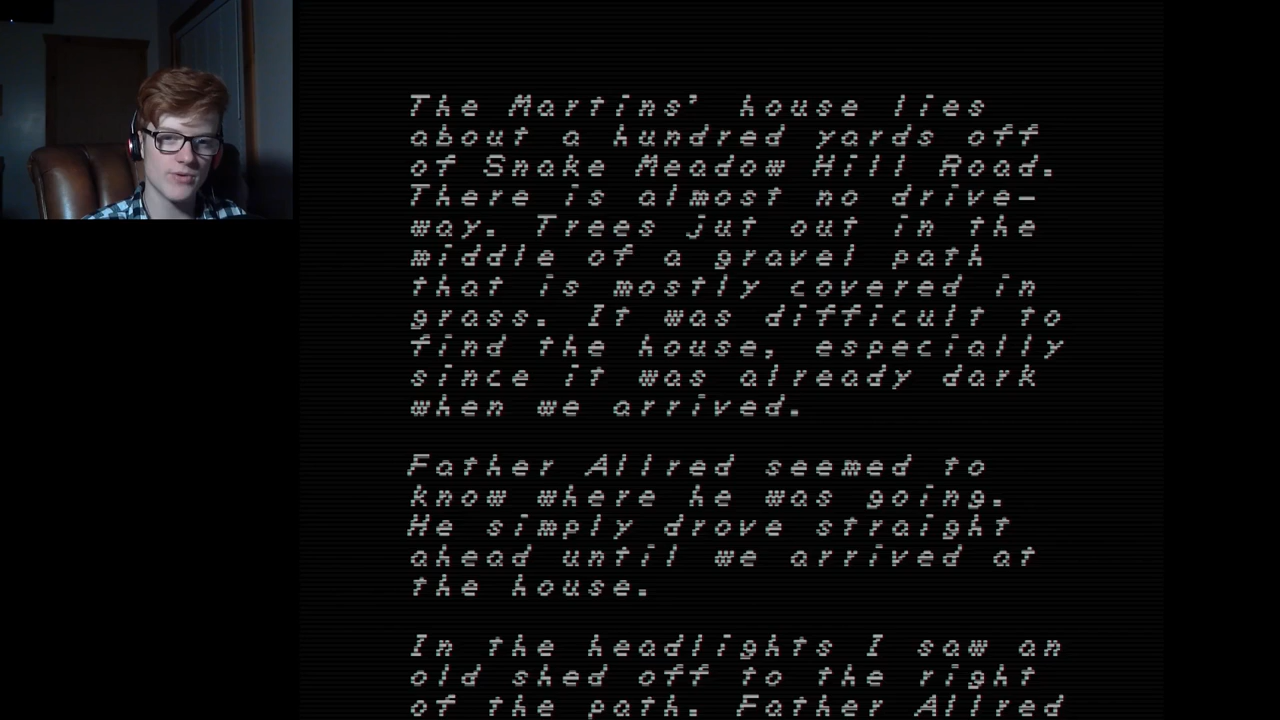 The Martins' house lies
about a hundred yards off
of Snake Meadow Hill Road.
There is almost no drive-
way. Trees jut out in the
middle of a gravel path
that is mostly covered in
grass. It was difficult to
find the house, especially
since it was already dark
when we arrived.
Father Allred seemed to
know where he was going.
He simply drove straight
ahead until we arrived at
the house.
In the headlights I saw an
old shed off to the right
of the path. Father Allred